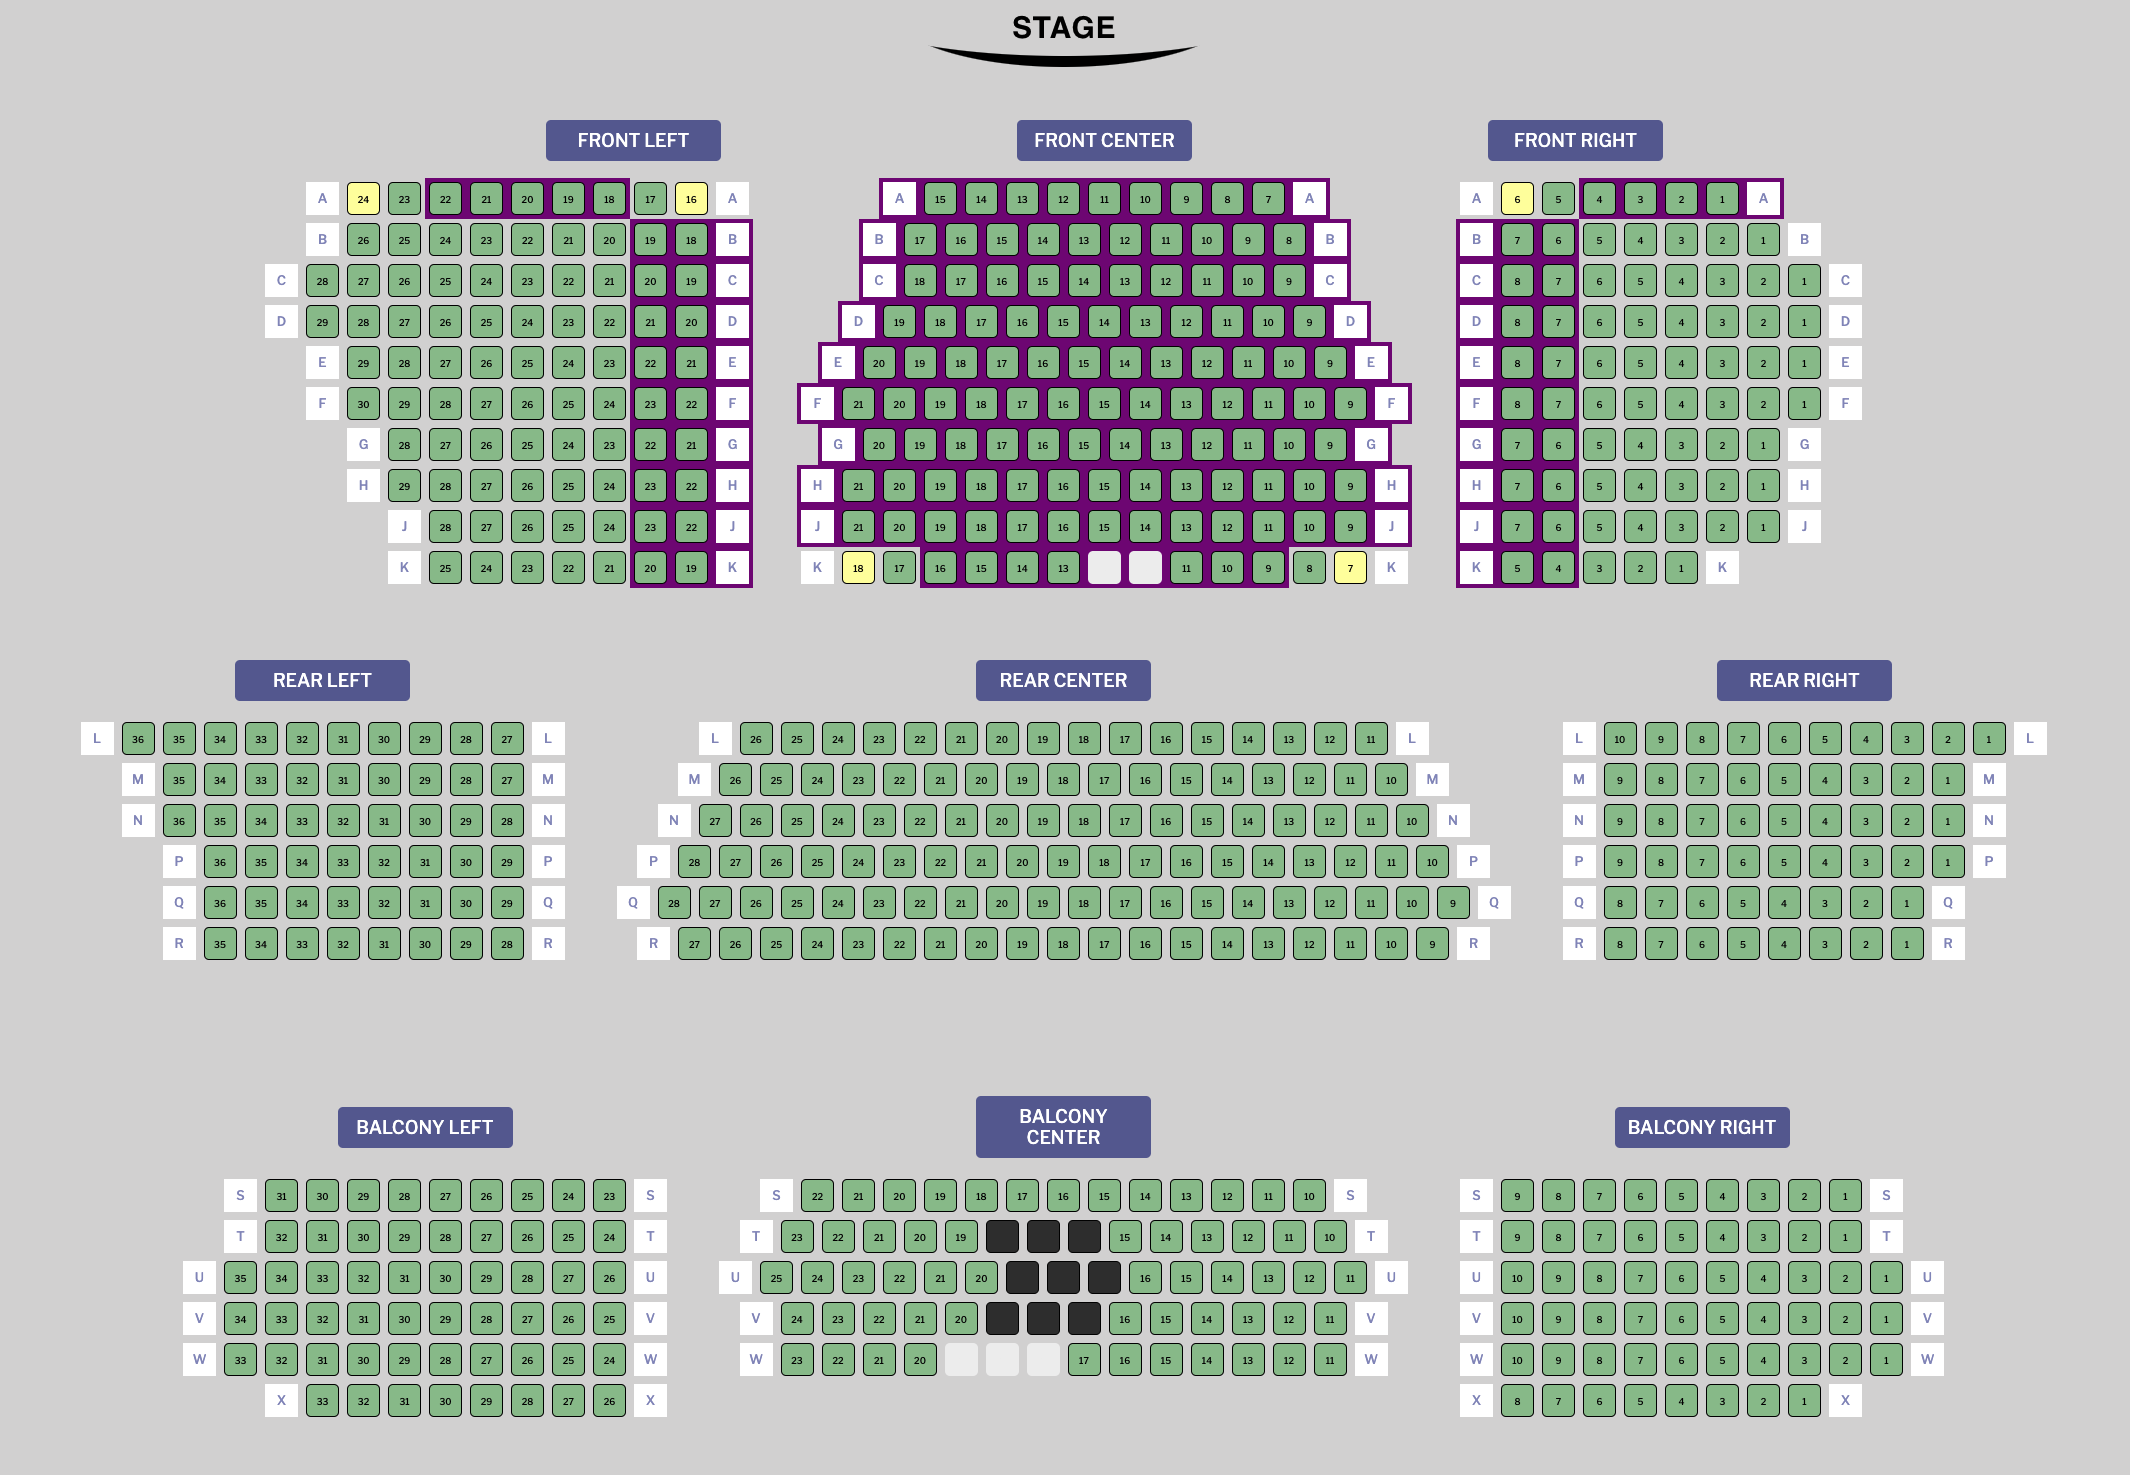 STAGE
FRONT LEFT FRONT CENTER FRONT RIGHT
A 24 23 22 21 20 19 18 17 16 A A 15 14 13 12 11 10 9 8 7 A A 6 5 4 3 2 1 A
B 26 25 24 23 22 21 20 19 18 B B 17 16 15 14 13 12 11 10 9 8 B B 7 6 5 4 3 2 1 B
C 28 27 26 25 24 23 22 21 20 19 C C 18 17 16 15 14 13 12 11 10 9 C C 8 7 6 5 4 3 2 1 C
D 29 28 27 26 25 24 23 22 21 20 D D 19 18 17 16 15 14 13 12 11 10 9 D D 8 7 6 5 4 3 2 1 D
E 29 28 27 26 25 24 23 22 21 E E 20 19 18 17 16 15 14 13 12 11 10 9 E E 8 7 6 5 4 3 2 1 E
F 30 29 28 27 26 25 24 23 22 F F 21 20 19 18 17 16 15 14 13 12 11 10 9 F F 8 7 6 5 4 3 2 1 F
G 28 27 26 25 24 23 22 21 G G 20 19 18 17 16 15 14 13 12 11 10 9 G G 7 6 5 4 3 2 1 G
H 29 28 27 26 25 24 23 22 H H 21 20 19 18 17 16 15 14 13 12 11 10 9 H H 7 6 5 4 3 2 1 H
J 28 27 26 25 24 23 22 J J 21 20 19 18 17 16 15 14 13 12 11 10 9 J J 7 6 5 4 3 2 1 J
K 25 24 23 22 21 20 19 K K 18 17 16 15 14 13 11 10 9 8 7 K K 5 4 3 2 1 K
REAR LEFT REAR CENTER REAR RIGHT
L 36 35 34 33 32 31 30 29 28 27 L L 26 25 24 23 22 21 20 19 18 17 16 15 14 13 12 11 L L 10 9 8 7 6 5 4 3 2 1 L
M 35 34 33 32 31 30 29 28 27 M M 26 25 24 23 22 21 20 19 18 17 16 15 14 13 12 11 10 M M 9 8 7 6 5 4 3 2 1 M
N 36 35 34 33 32 31 30 29 28 N N 27 26 25 24 23 22 21 20 19 18 17 16 15 14 13 12 11 10 N N 9 8 7 6 5 4 3 2 1 N
P 36 35 34 33 32 31 30 29 P P 28 27 26 25 24 23 22 21 20 19 18 17 16 15 14 13 12 11 10 P P 9 8 7 6 5 4 3 2 1 P
Q 36 35 34 33 32 31 30 29 Q Q 28 27 26 25 24 23 22 21 20 19 18 17 16 15 14 13 12 11 10 9 Q Q 8 7 6 5 4 3 2 1 Q
R 35 34 33 32 31 30 29 28 R R 27 26 25 24 23 22 21 20 19 18 17 16 15 14 13 12 11 10 9 R R 8 7 6 5 4 3 2 1 R
BALCONY LEFT BALCONY BALCONY RIGHT
CENTER
S 31 30 29 28 27 26 25 24 23 S S 22 21 20 19 18 17 16 15 14 13 12 11 10 S S 9 8 7 6 5 4 3 2 1 S
T 32 31 30 29 28 27 26 25 24 T T 23 22 21 20 19 15 14 13 12 11 10 T T 9 8 7 6 5 4 3 2 1 T
U 35 34 33 32 31 30 29 28 27 26 U U 25 24 23 22 21 20 16 15 14 13 12 11 U U 10 9 8 7 6 5 4 3 2 1 U
V 34 33 32 31 30 29 28 27 26 25 V V 24 23 22 21 20 16 15 14 13 12 11 V V 10 9 8 7 6 5 4 3 2 1 V
W 33 32 31 30 29 28 27 26 25 24 W W 23 22 21 20 17 16 15 14 13 12 11 W W 10 9 8 7 6 5 4 3 2 1 W
X 33 32 31 30 29 28 27 26 X X 8 7 6 5 4 3 2 1 X